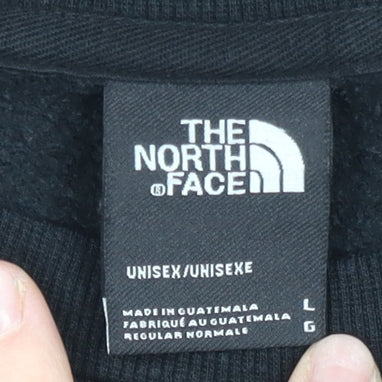 THE
NORTH
® FACE
UNISEX/UNISEXE
MADE IN GUATEMALA L
FABRIQUÉ AU GUATEMALA G
REGULAR NORMALE